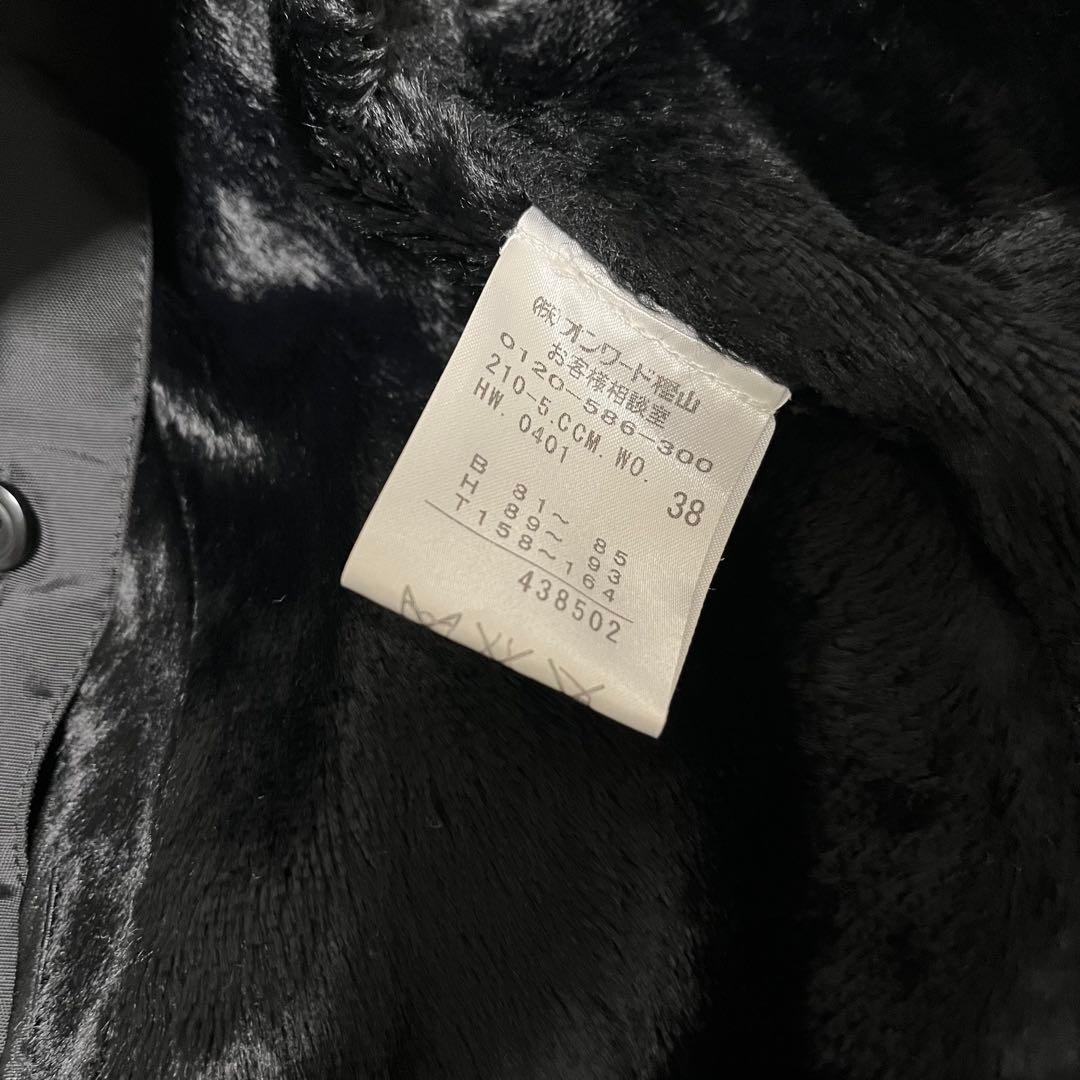 (株)オンワード樫山
お客様相談室
0120-586-300
210-5.CCM.WO.
HW. 0401
38
B 81~ 85
H 89~ 93
T158~164
438502